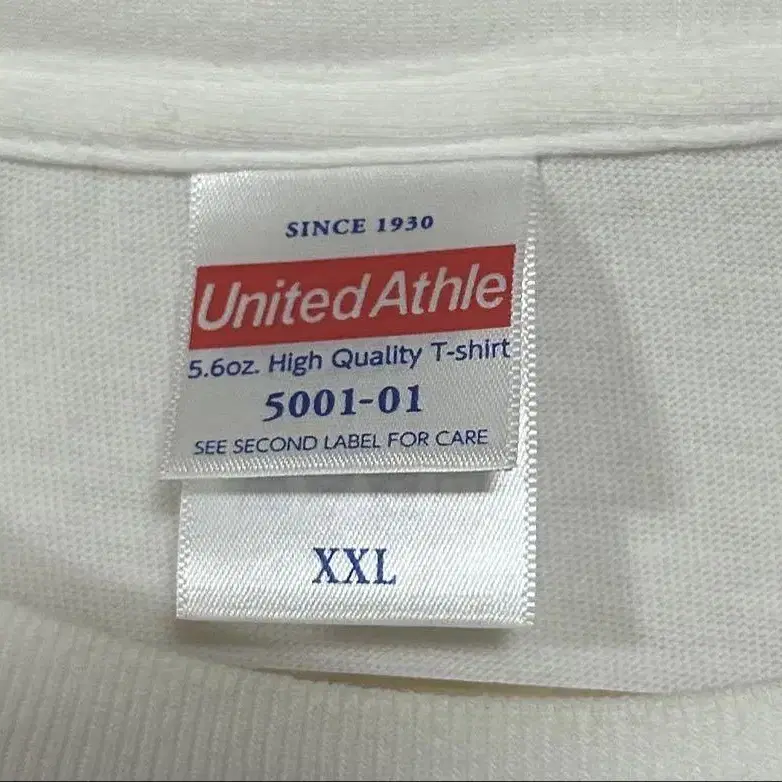 SINCE 1930
United Athle
5.6oz. High Quality T-shirt
5001-01
SEE SECOND LABEL FOR CARE
XXL